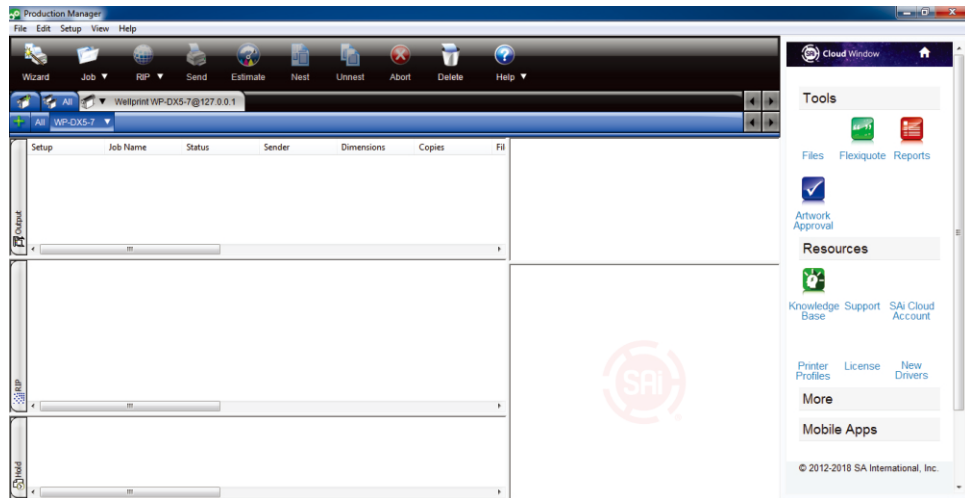 Production Manager
File Edit Setup View Help
Wizard Job ▼ RIP ▼ Send Estimate Nest Unnest Abort Delete Help ▼
All ▼ Wellprint WP-DX5-7@127.0.0.1
All WP-DX5-7 ▼
Setup Job Name Status Sender Dimensions Copies Fil
Output
RIP
Hold
SAi
SAi Cloud Window
Tools
Files Flexiquote Reports
Artwork
Approval
Resources
Knowledge Support SAi Cloud
Base Account
Printer License New
Profiles Drivers
More
Mobile Apps
© 2012-2018 SA International, Inc.